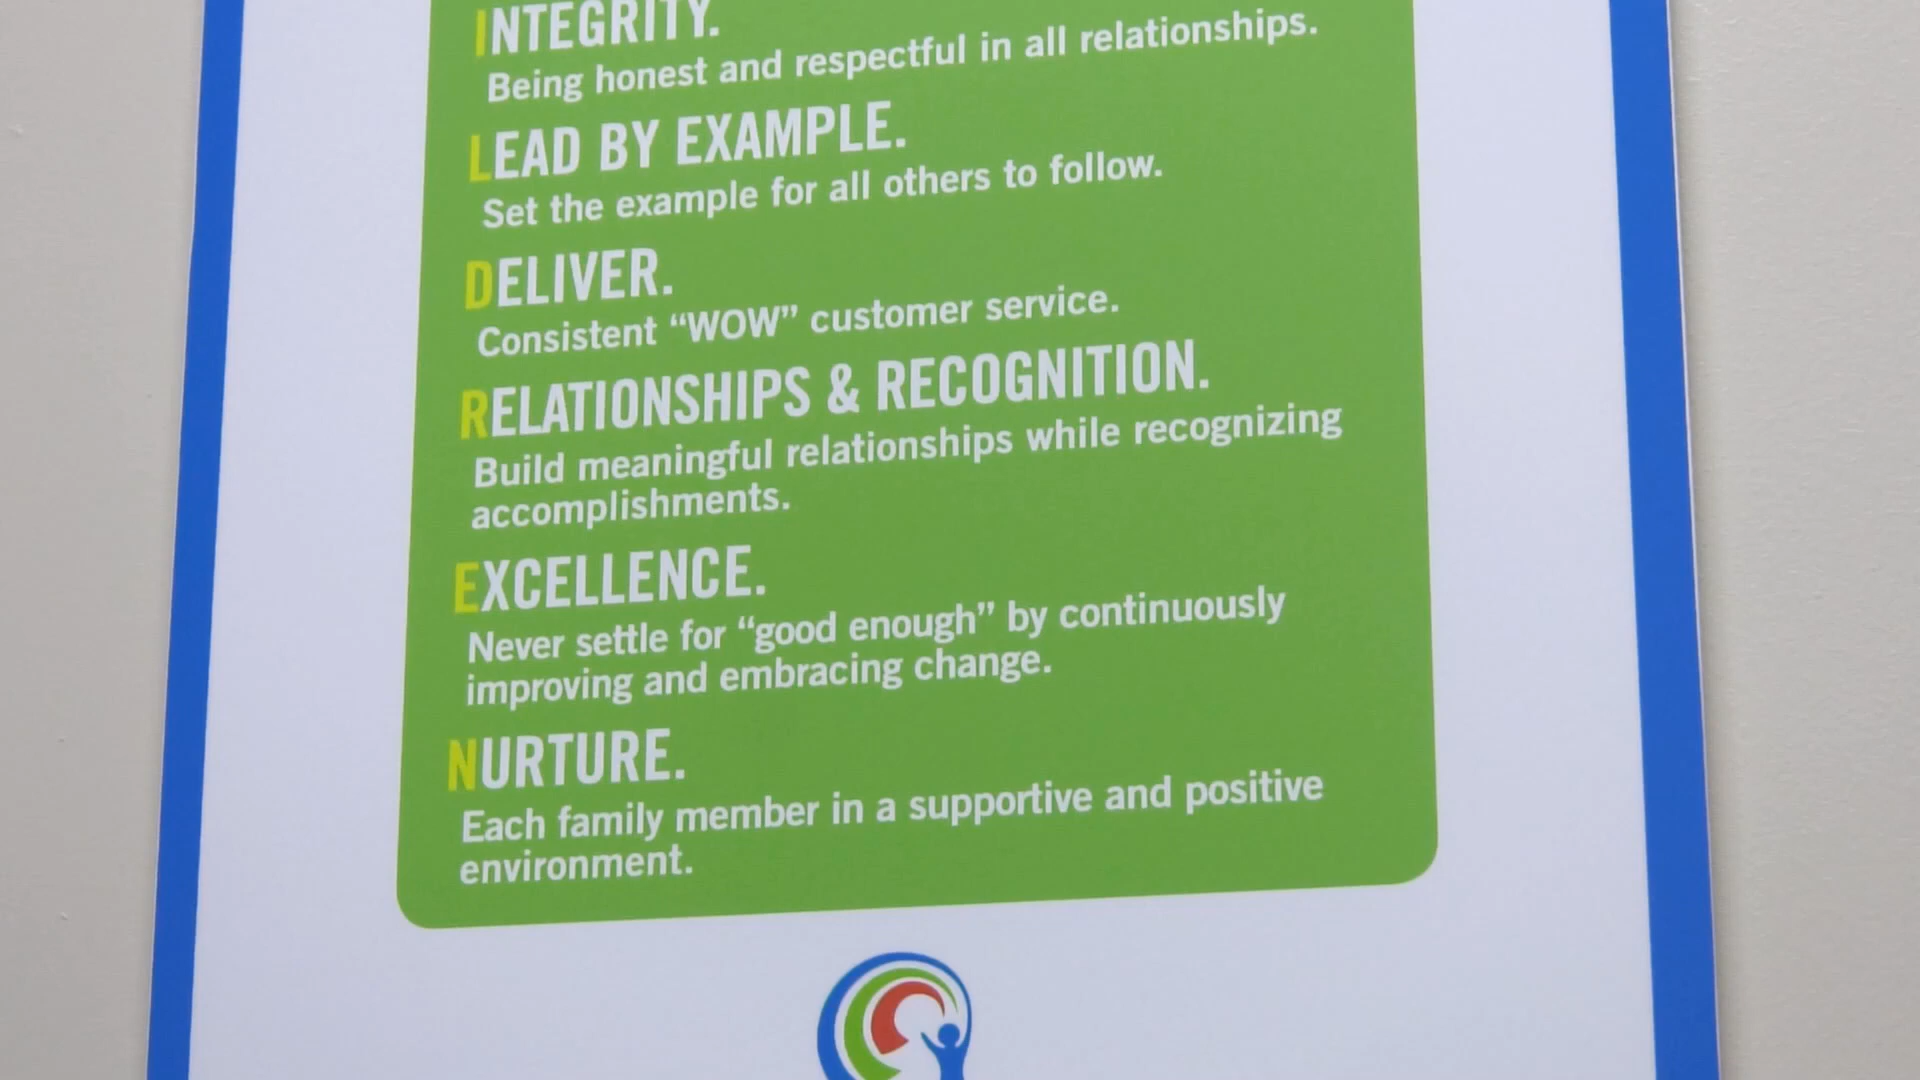 INTEGRITY.
Being honest and respectful in all relationships.
LEAD BY EXAMPLE.
Set the example for all others to follow.
DELIVER.
Consistent “WOW” customer service.
RELATIONSHIPS & RECOGNITION.
Build meaningful relationships while recognizing
accomplishments.
EXCELLENCE.
Never settle for “good enough” by continuously
improving and embracing change.
NURTURE.
Each family member in a supportive and positive
environment.